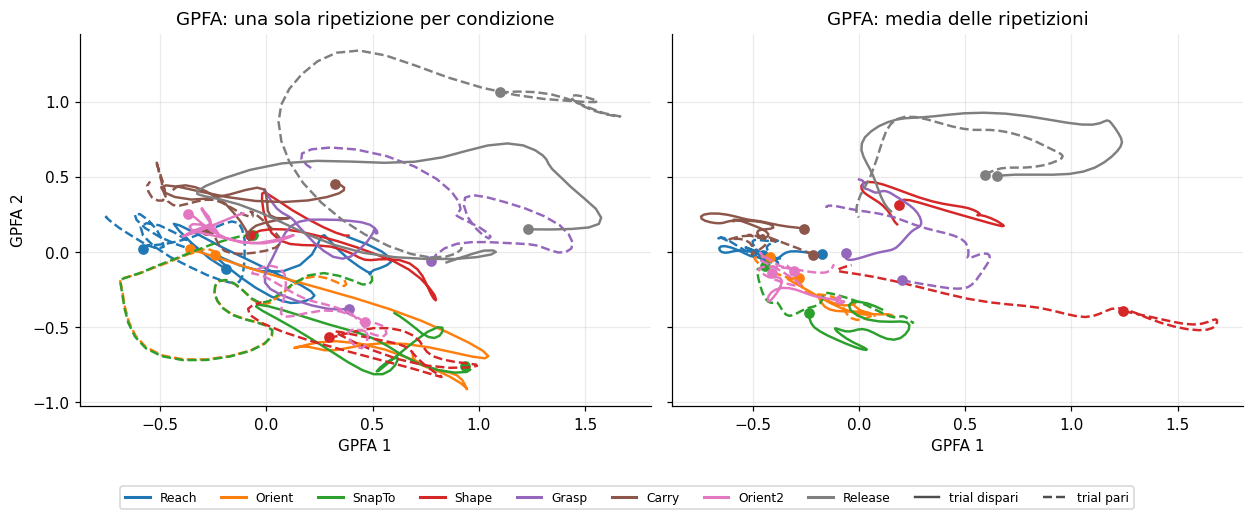 GPFA: una sola ripetizione per condizione
GPFA: media delle ripetizioni
GPFA 2
1.0
0.5
0.0
−0.5
−1.0
−0.5 0.0 0.5 1.0 1.5
−0.5 0.0 0.5 1.0 1.5
GPFA 1
GPFA 1
Reach Orient SnapTo Shape Grasp Carry Orient2 Release trial dispari trial pari